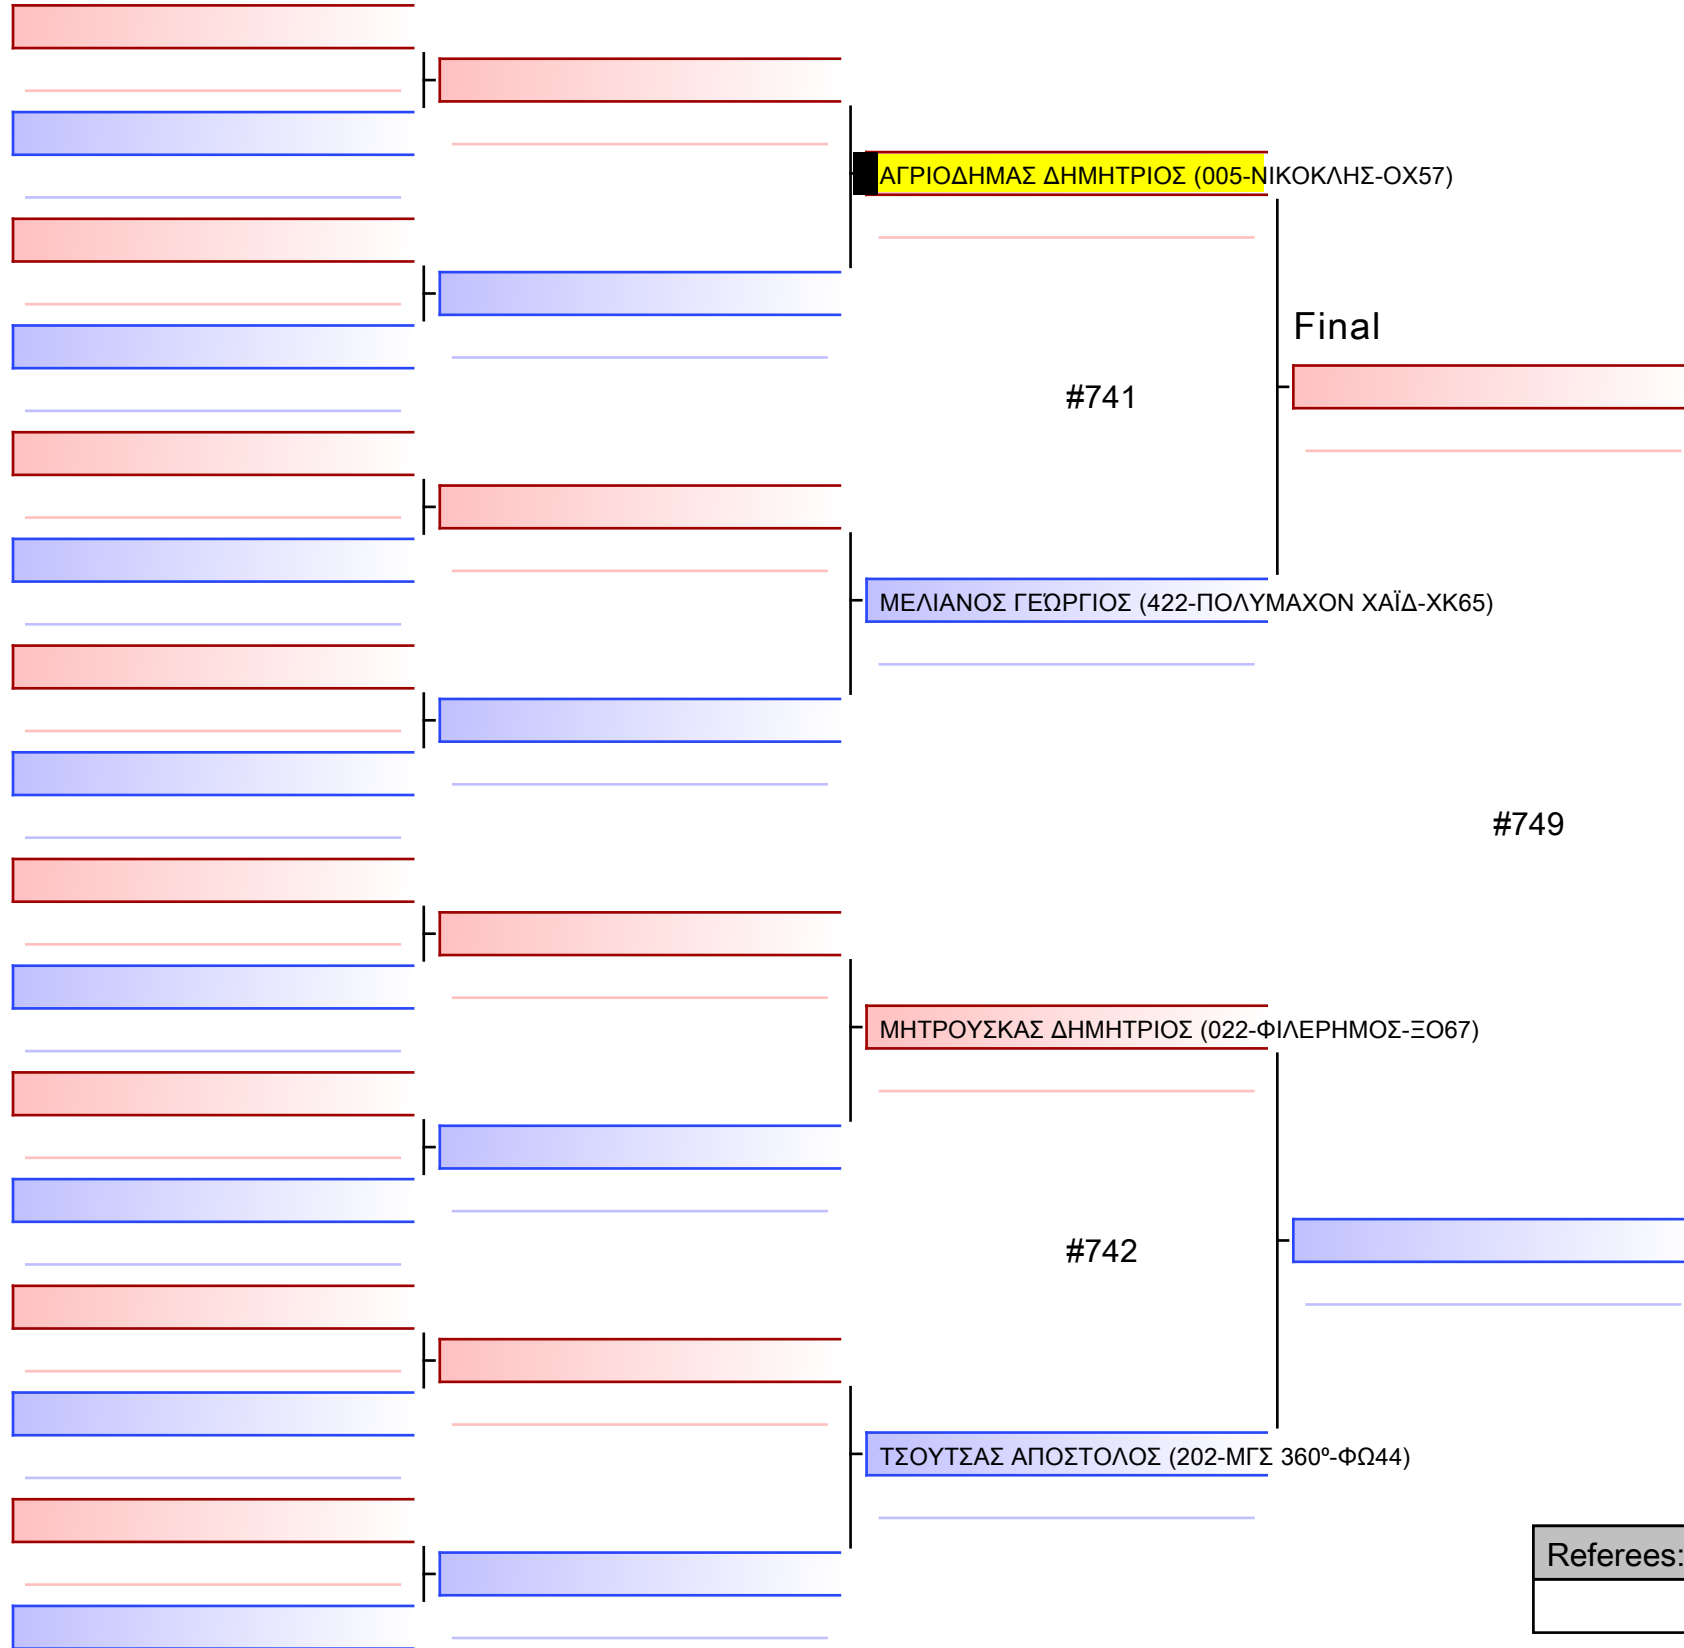 ΑΓΡΙΟΔΗΜΑΣ ΔΗΜΗΤΡΙΟΣ (005-ΝΙΚΟΚΛΗΣ-ΟΧ57)
Final
#741
ΜΕΛΙΑΝΟΣ ΓΕΏΡΓΙΟΣ (422-ΠΟΛΥΜΑΧΟΝ ΧΑΪΔ-ΧΚ65)
#749
ΜΗΤΡΟΥΣΚΑΣ ΔΗΜΗΤΡΙΟΣ (022-ΦΙΛΕΡΗΜΟΣ-ΞΟ67)
#742
ΤΣΟΥΤΣΑΣ ΑΠΟΣΤΟΛΟΣ (202-ΜΓΣ 360º-ΦΩ44)
Referees: